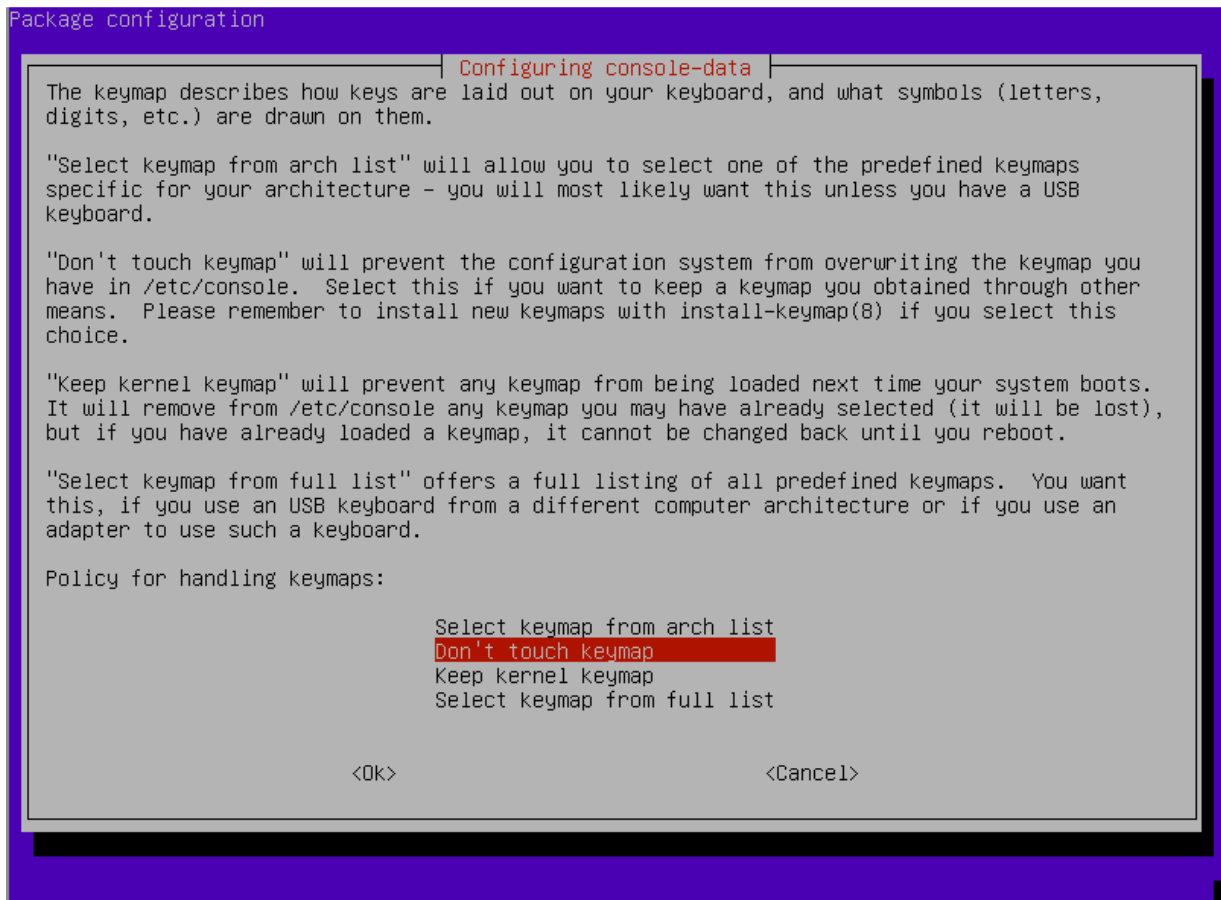 Package configuration
Configuring console-data
The keymap describes how keys are laid out on your keyboard, and what symbols (letters,
digits, etc.) are drawn on them.
"Select keymap from arch list" will allow you to select one of the predefined keymaps
specific for your architecture - you will most likely want this unless you have a USB
keyboard.
"Don't touch keymap" will prevent the configuration system from overwriting the keymap you
have in /etc/console.  Select this if you want to keep a keymap you obtained through other
means.  Please remember to install new keymaps with install-keymap(8) if you select this
choice.
"Keep kernel keymap" will prevent any keymap from being loaded next time your system boots.
It will remove from /etc/console any keymap you may have already selected (it will be lost),
but if you have already loaded a keymap, it cannot be changed back until you reboot.
"Select keymap from full list" offers a full listing of all predefined keymaps.  You want
this, if you use an USB keyboard from a different computer architecture or if you use an
adapter to use such a keyboard.
Policy for handling keymaps:
Select keymap from arch list
Don't touch keymap
Keep kernel keymap
Select keymap from full list
<Ok> <Cancel>